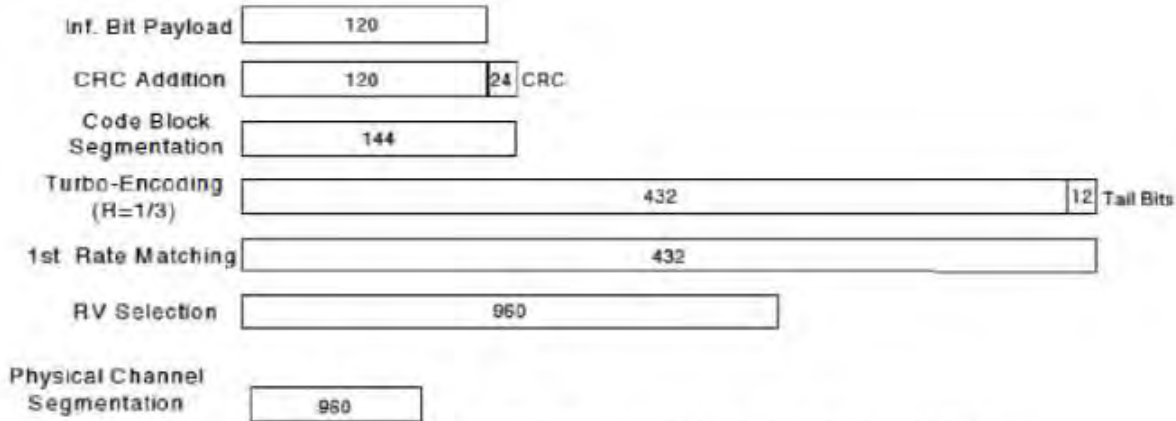 Inf. Bit Payload 120
CRC Addition 120 24 CRC
Code Block
Segmentation 144
Turbo-Encoding
(R=1/3) 432 12 Tail Bits
1st Rate Matching 432
RV Selection 960
Physical Channel
Segmentation 960